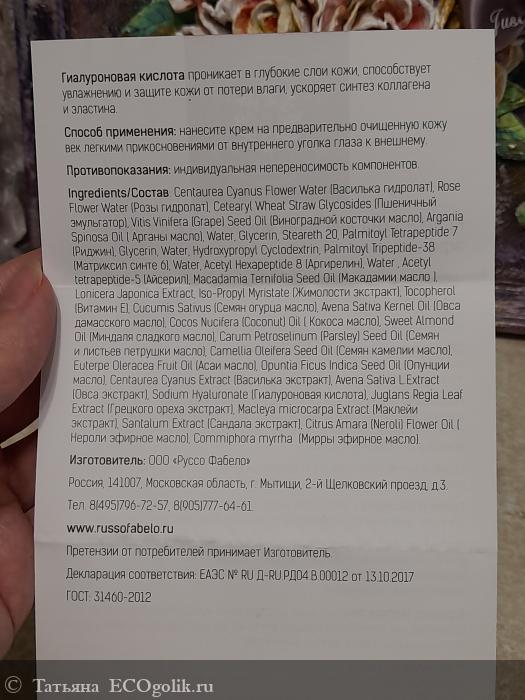 Гиалуроновая кислота проникает в глубокие слои кожи, способствует
увлажнению и защите кожи от потери влаги, ускоряет синтез коллагена
и эластина.
Способ применения: нанесите крем на предварительно очищенную кожу
век легкими прикосновениями от внутреннего уголка глаза к внешнему.
Противопоказания: индивидуальная непереносимость компонентов.
Ingredients/Состав: Centaurea Cyanus Flower Water (Василька гидролат), Rose
Flower Water (Розы гидролат), Cetearyl Wheat Straw Glycosides (Пшеничный
эмульгатор), Vitis Vinifera (Grape) Seed Oil (Виноградной косточки масло), Argania
Spinosa Oil ( Арганы масло), Water, Glycerin, Steareth 20, Palmitoyl Tetrapeptide 7
(Риджин), Glycerin, Water, Hydroxypropyl Cyclodextrin, Palmitoyl Tripeptide-38
(Матриксил синте 6), Water, Acetyl Hexapeptide 8 (Аргирелин), Water , Acetyl
tetrapeptide-5 (Айсерил), Macadamia Ternifolia Seed Oil (Макадамии масло ),
Lonicera Japonica Extract, Iso-Propyl Myristate (Жимолости экстракт), Tocopherol
(Витамин Е), Cucumis Sativus (Семян огурца масло), Avena Sativa Kernel Oil (Овса
дамасского масло), Cocos Nucifera (Coconut) Oil ( Кокоса масло), Sweet Almond
Oil (Миндаля сладкого масло), Carum Petroselinum (Parsley) Seed Oil (Семян
и листьев петрушки масло), Camellia Oleifera Seed Oil (Семян камелии масло),
Euterpe Oleracea Fruit Oil (Асаи масло), Opuntia Ficus Indica Seed Oil (Опунции
масло), Centaurea Cyanus Extract (Василька экстракт), Avena Sativa L.Extract
(Овса экстракт), Sodium Hyaluronate (Гиалуроновая кислота), Juglans Regia Leaf
Extract (Грецкого ореха экстракт), Macleya microcarpa Extract (Маклейи
экстракт), Santalum Extract (Сандала экстракт), Citrus Amara (Neroli) Flower Oil (
Нероли эфирное масло), Commiphora myrrha (Мирры эфирное масло).
Изготовитель: ООО «Руссо Фабело»
Россия, 141007, Московская область, г. Мытищи, 2-й Щелковский проезд, д.3.
Тел. 8(495)796-72-57, 8(905)777-64-61.
www.russofabelo.ru
Претензии от потребителей принимает Изготовитель.
Декларация соответствия: ЕАЭС № RU Д-RU.РД04.В.00012 от 13.10.2017
ГОСТ: 31460-2012
© Татьяна ECOgolik.ru